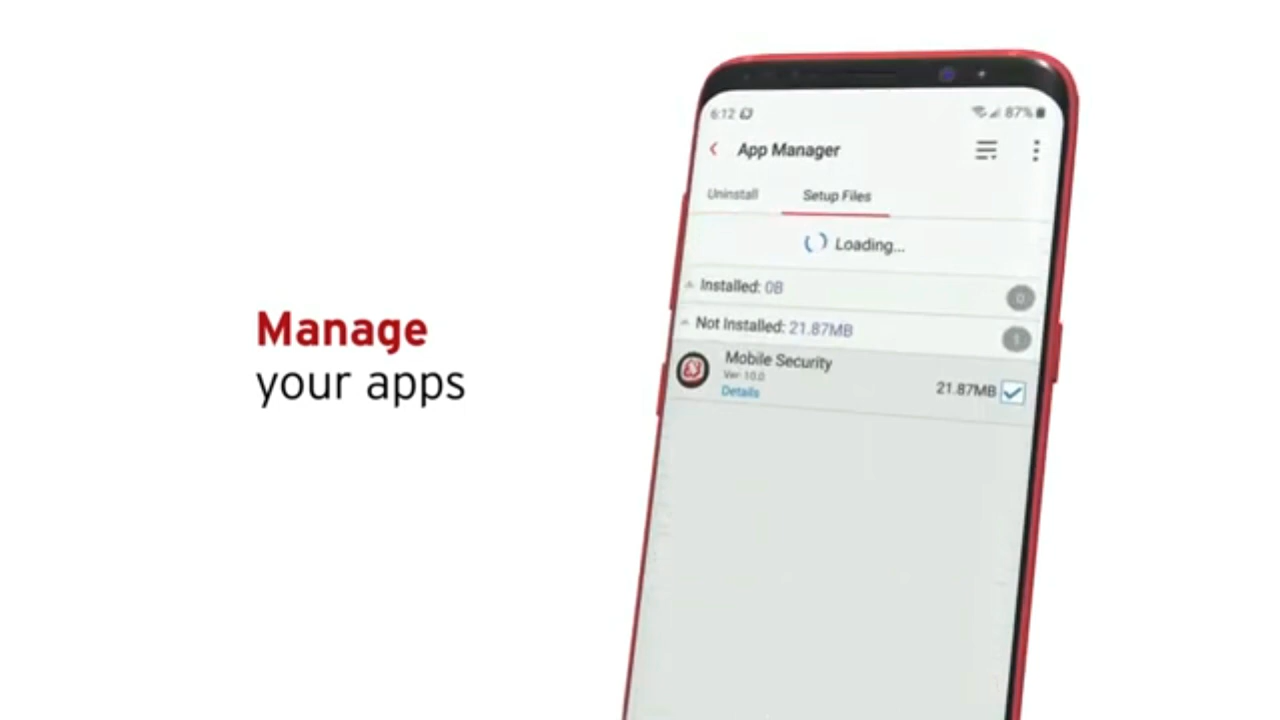 Manage
your apps
6:12 87%
App Manager
Uninstall Setup Files
Loading...
Installed: 0B 0
Not Installed: 21.87MB 1
Mobile Security
Ver 10.0
21.87MB
Details